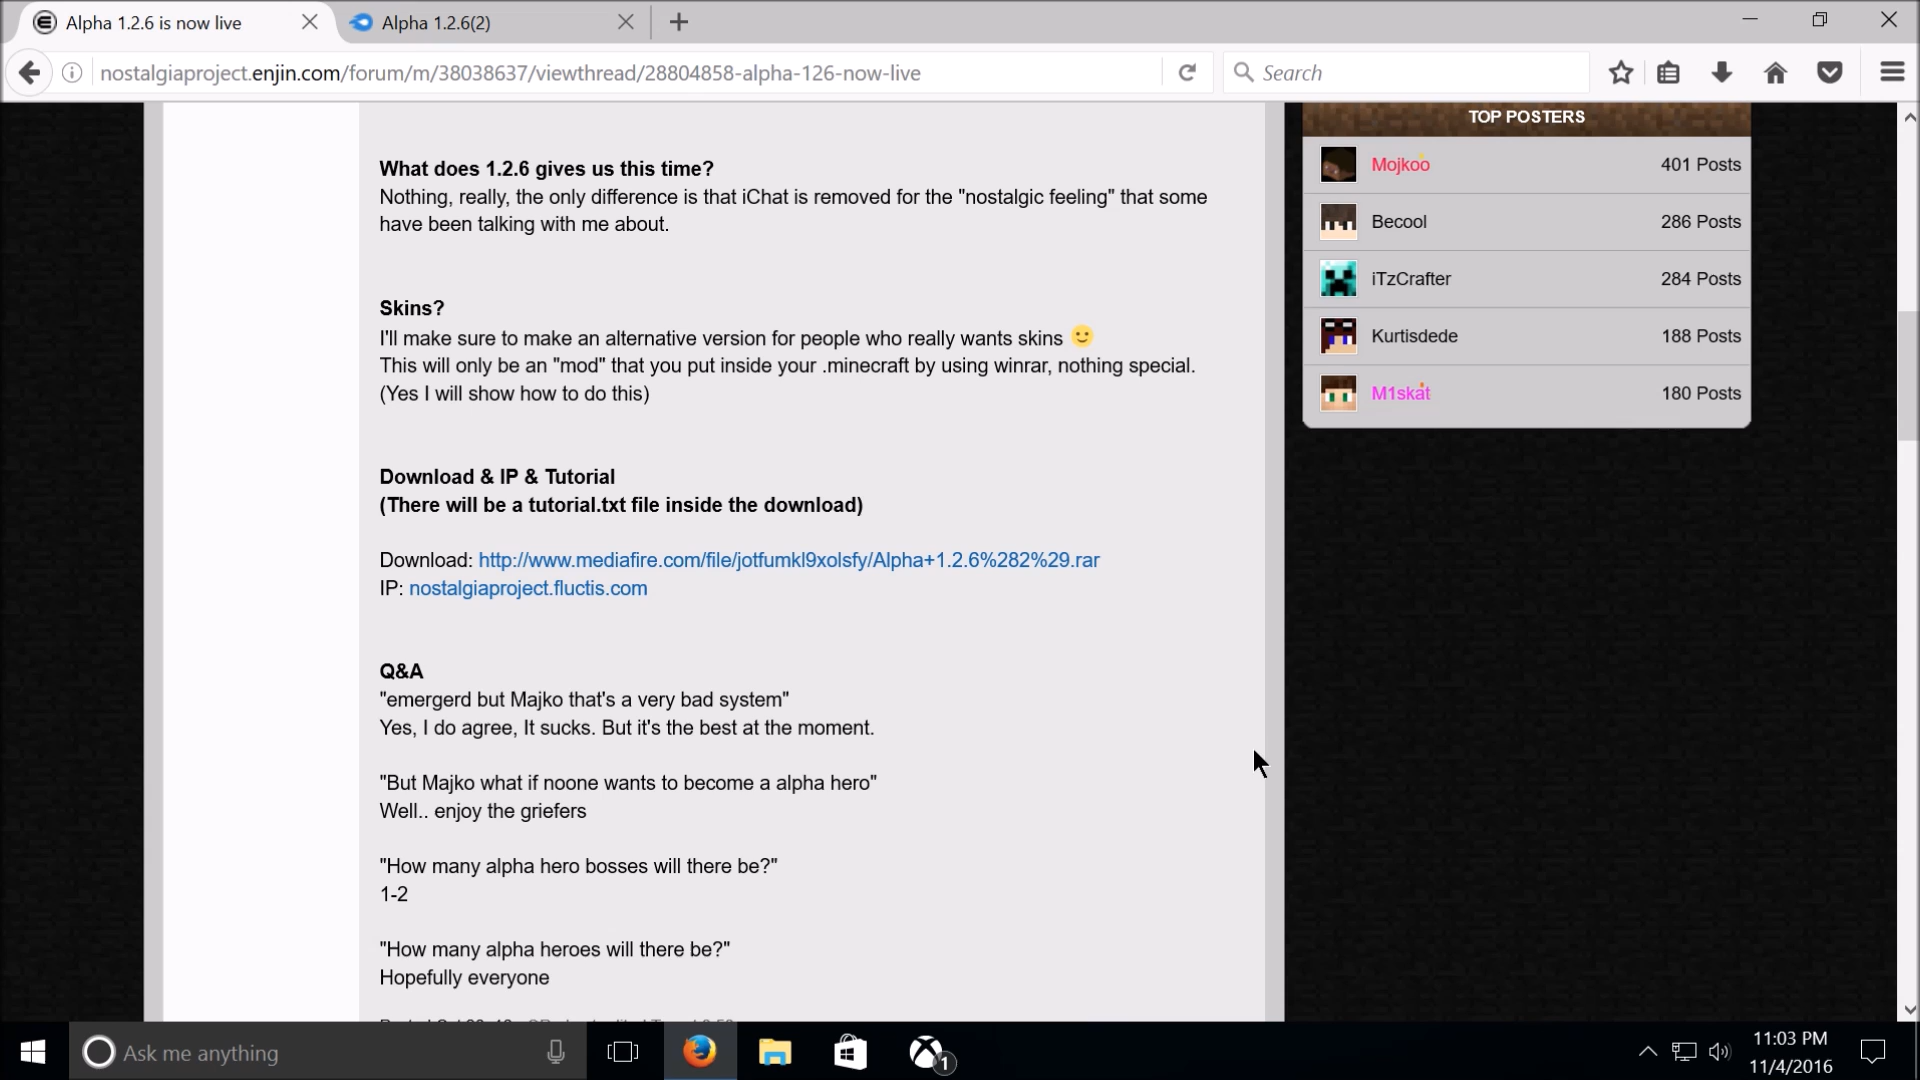 Alpha 1.2.6 is now live
Alpha 1.2.6(2)
nostalgiaproject.enjin.com/forum/m/38038637/viewthread/28804858-alpha-126-now-live
Search
What does 1.2.6 gives us this time?
Nothing, really, the only difference is that iChat is removed for the "nostalgic feeling" that some
have been talking with me about.
Skins?
I'll make sure to make an alternative version for people who really wants skins
This will only be an "mod" that you put inside your .minecraft by using winrar, nothing special.
(Yes I will show how to do this)
Download & IP & Tutorial
(There will be a tutorial.txt file inside the download)
Download: http://www.mediafire.com/file/jotfumkl9xolsfy/Alpha+1.2.6%282%29.rar
IP: nostalgiaproject.fluctis.com
Q&A
"emergerd but Majko that's a very bad system"
Yes, I do agree, It sucks. But it's the best at the moment.
"But Majko what if noone wants to become a alpha hero"
Well.. enjoy the griefers
"How many alpha hero bosses will there be?"
1-2
"How many alpha heroes will there be?"
Hopefully everyone
TOP POSTERS
Mojkoo 401 Posts
Becool 286 Posts
iTzCrafter 284 Posts
Kurtisdede 188 Posts
M1skat 180 Posts
Ask me anything
1
11:03 PM
11/4/2016